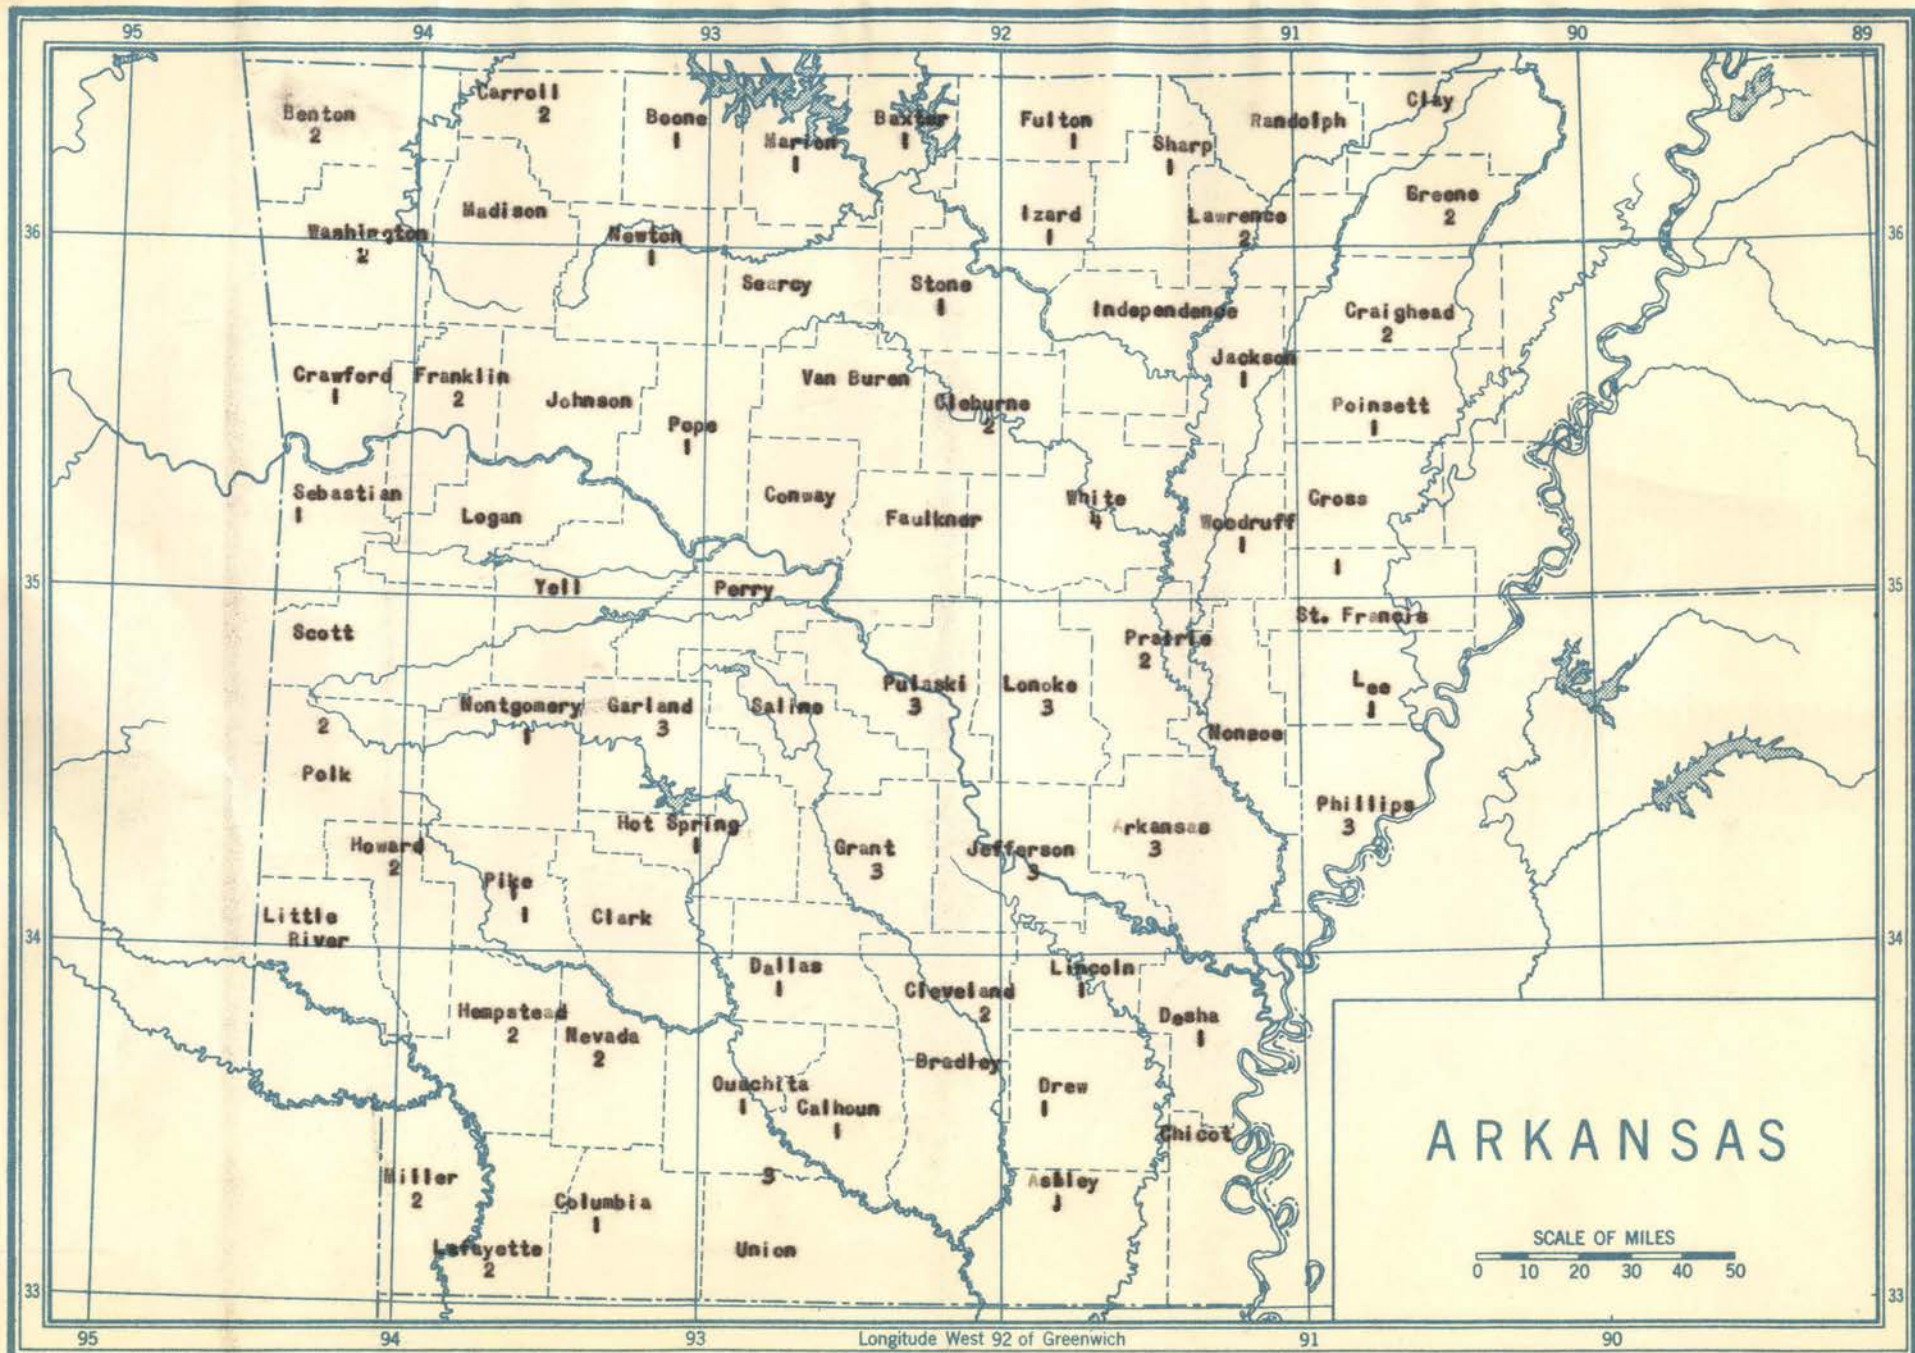 95 94 93 92 91 90 89
Benton
2
Carroll
2
Boone
1
Marion
1
Baxter
1
Fulton
1
Sharp
1
Randolph
Clay
Greene
2
Washington
2
Madison
Newton
1
Searcy
Stone
1
Izard
1
Lawrence
2
Independence
Craighead
2
36 36
Crawford
1
Franklin
2
Johnson
Pope
1
Van Buren
Cleburne
2
Jackson
1
Poinsett
1
Sebastian
1
Logan
Conway
Faulkner
White
4
Woodruff
1
Cross
1
St. Francis
35 35
Scott
Yell
Perry
Prairie
2
Pulaski
3
Lonoke
3
Lee
1
2
Polk
Montgomery
1
Garland
3
Saline
Monroe
Phillips
3
Hot Spring
1
Grant
3
Jefferson
3
Arkansas
3
Howard
2
Pike
1
1
Clark
Little
River
34 34
Dallas
1
Cleveland
2
Lincoln
1
Desha
1
Hempstead
2
Nevada
2
Ouachita
1
Calhoun
1
Bradley
Drew
1
Chicot
Miller
2
Lafayette
2
Columbia
1
3
Union
Ashley
1
ARKANSAS
SCALE OF MILES
0 10 20 30 40 50
33 33
95 94 93 Longitude West 92 of Greenwich 91 90